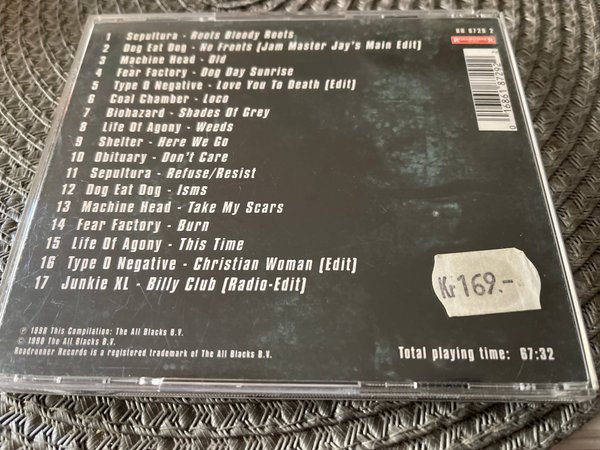 RR 8729 2
1 Sepultura - Roots Bloody Roots
2 Dog Eat Dog - No Fronts (Jam Master Jay's Main Edit)
3 Machine Head - Old
4 Fear Factory - Dog Day Sunrise
5 Type O Negative - Love You To Death (Edit)
6 Coal Chamber - Loco
7 Biohazard - Shades Of Grey
8 Life Of Agony - Weeds
9 Shelter - Here We Go
10 Obituary - Don't Care
11 Sepultura - Refuse/Resist
12 Dog Eat Dog - Isms
13 Machine Head - Take My Scars
14 Fear Factory - Burn
15 Life Of Agony - This Time
16 Type O Negative - Christian Woman (Edit)
17 Junkie XL - Billy Club (Radio-Edit)
Kr 169.-
℗ 1998 This Compilation: The All Blacks B.V.
© 1998 The All Blacks B.V.
Roadrunner Records is a registered trademark of The All Blacks B.V.
Total playing time: 67:32